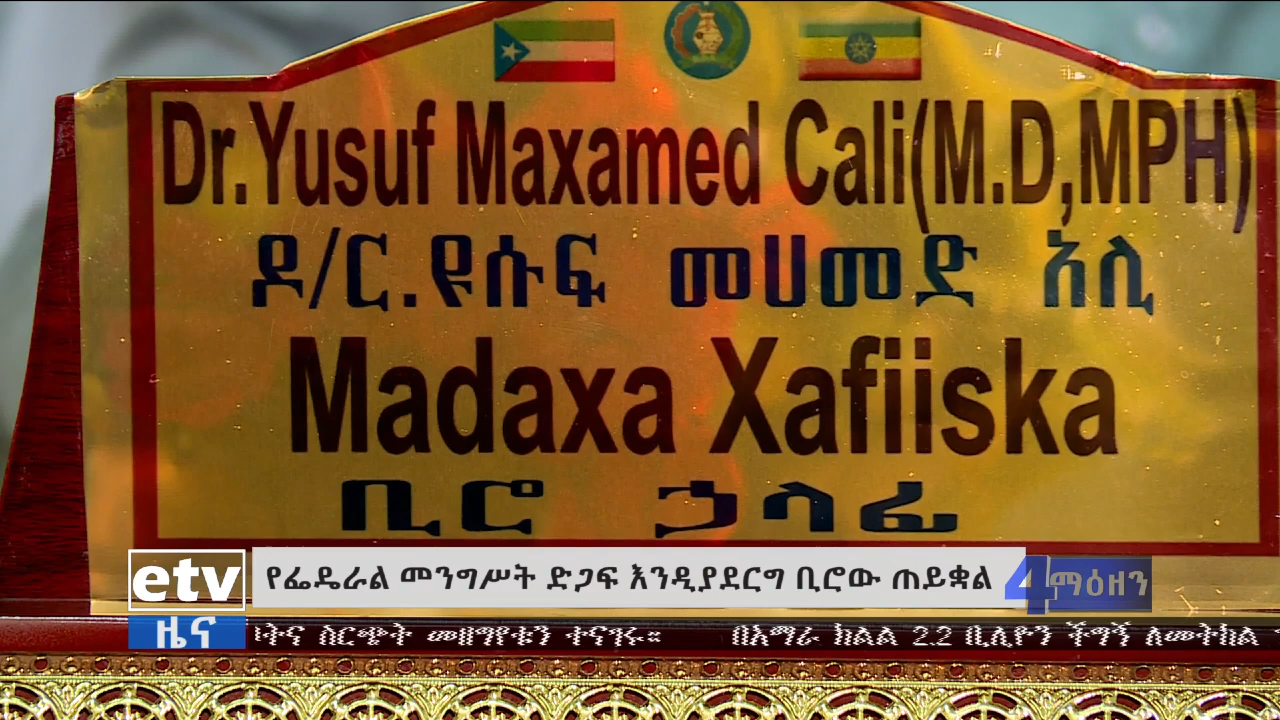 Dr.Yusuf Maxamed Cali(M.D,MPH)
ዶ/ር.ዩሱፍ መሀመድ አሊ
Madaxa Xafiiska
ቢሮ ኃላፊ
etv የፌዴራል መንግሥት ድጋፍ እንዲያደርግ ቢሮው ጠይቋል 4ማዕዘን
ዜና ትና ስርጭት መዘግየቱን ተናገሩ። በአማራ ክልል 2.2 ቢሊዮን ችግኝ ለመትከል